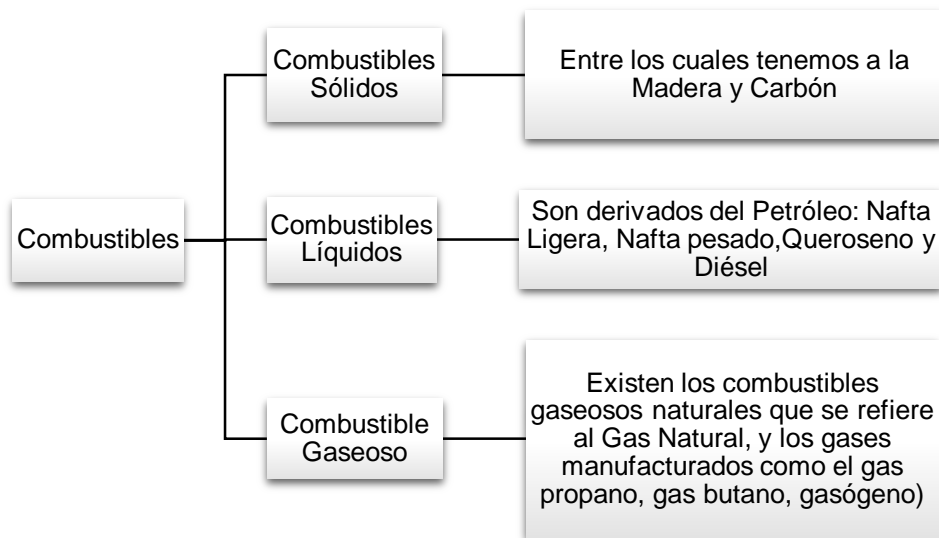 Combustibles
Combustibles
Sólidos
Entre los cuales tenemos a la
Madera y Carbón
Combustibles
Líquidos
Son derivados del Petróleo: Nafta
Ligera, Nafta pesado,Queroseno y
Diésel
Combustible
Gaseoso
Existen los combustibles
gaseosos naturales que se refiere
al Gas Natural, y los gases
manufacturados como el gas
propano, gas butano, gasógeno)